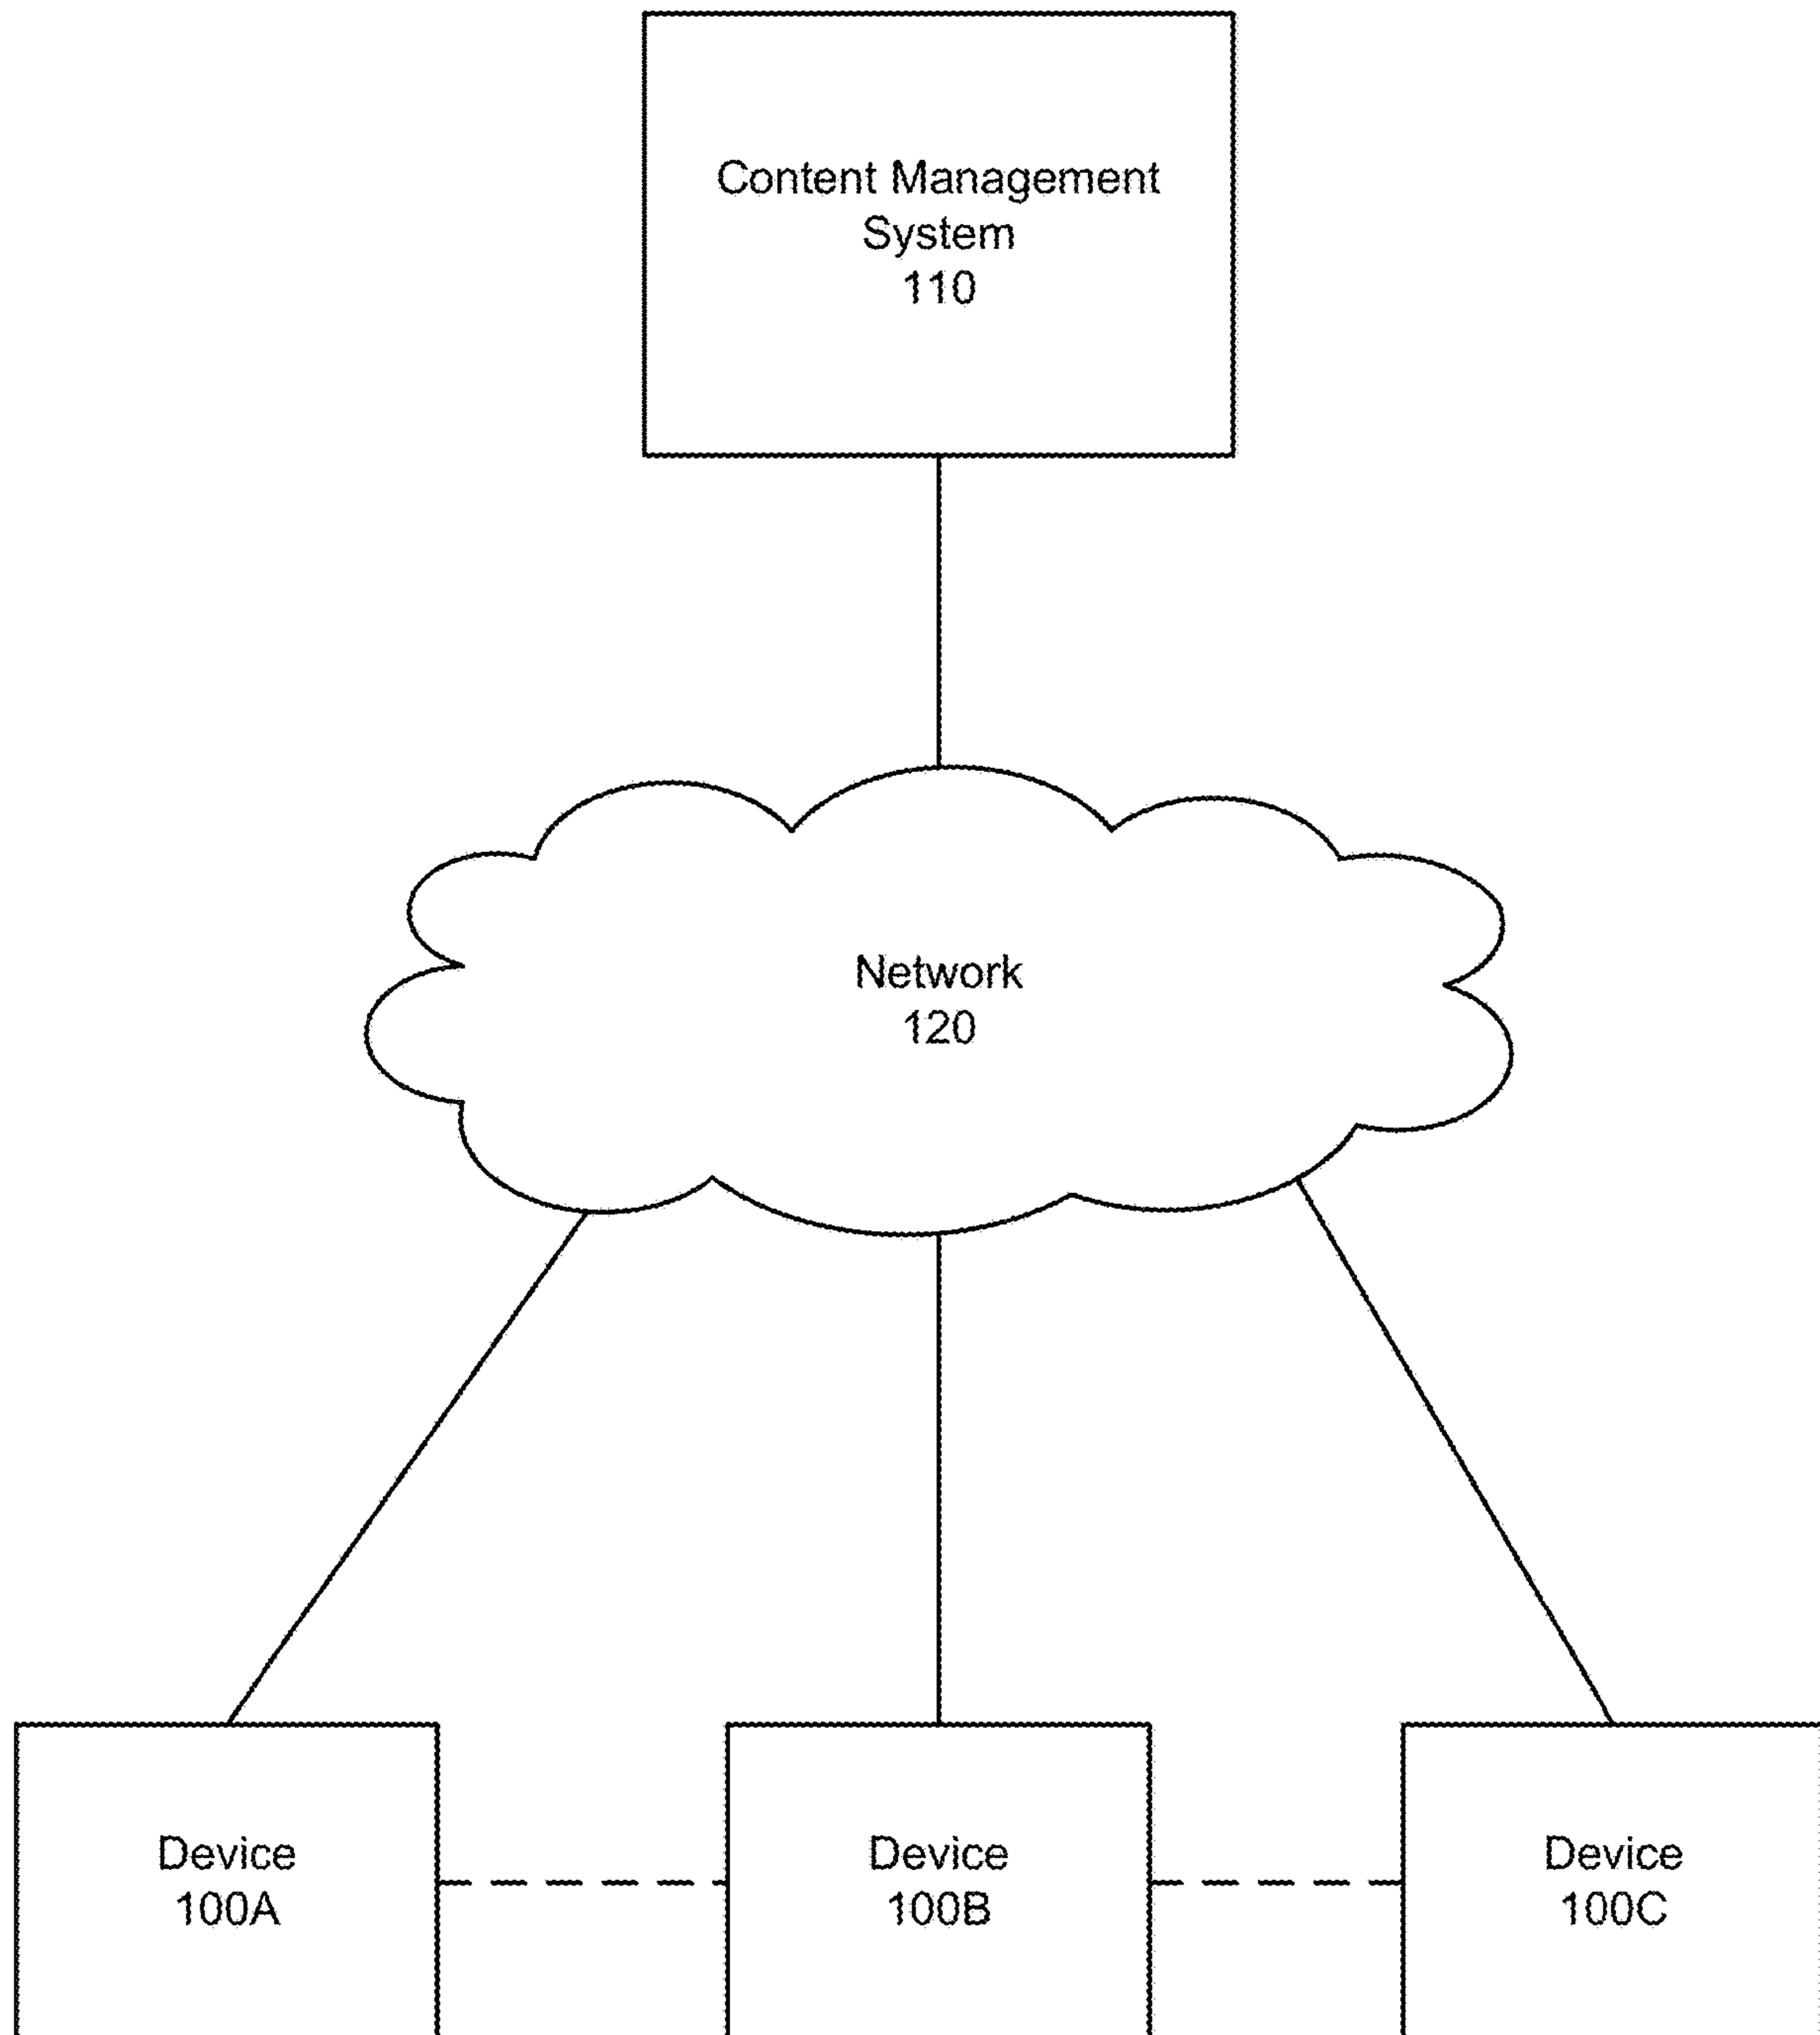 Content Management
System
110
Network
120
Device
100A
Device
100B
Device
100C